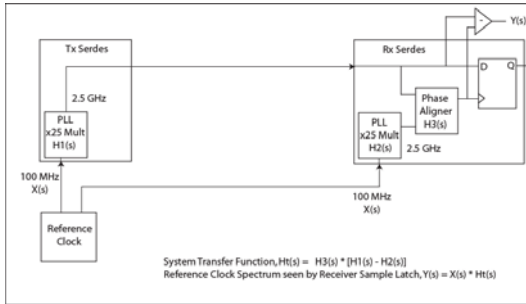 Y(s)
Tx Serdes
Rx Serdes
2.5 GHz
D
Q
PLL
x25 Mult
H1(s)
Phase
Aligner
H3(s)
PLL
x25 Mult
H2(s)
2.5 GHz
100 MHz
X(s)
100 MHz
X(s)
Reference
Clock
System Transfer Function, Ht(s) = H3(s) * [H1(s) - H2(s)]
Reference Clock Spectrum seen by Receiver Sample Latch, Y(s) = X(s) * Ht(s)